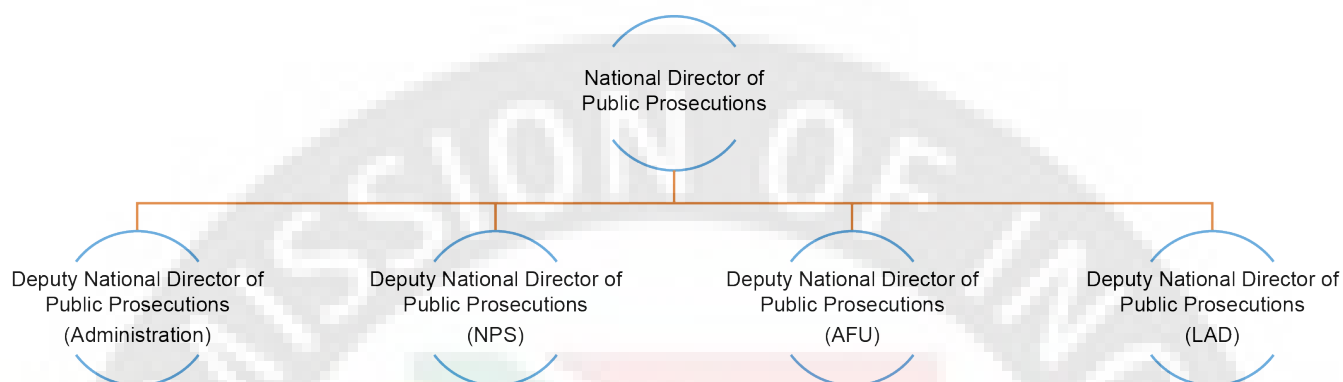 National Director of
Public Prosecutions
Deputy National Director of
Public Prosecutions
(Administration)
Deputy National Director of
Public Prosecutions
(NPS)
Deputy National Director of
Public Prosecutions
(AFU)
Deputy National Director of
Public Prosecutions
(LAD)